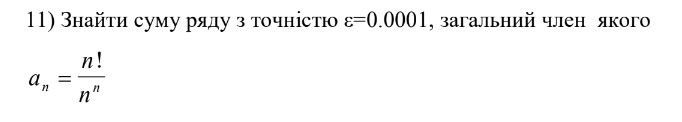 11) Знайти суму ряду з точністю ε=0.0001, загальний член якого
aₙ = n! / nⁿ